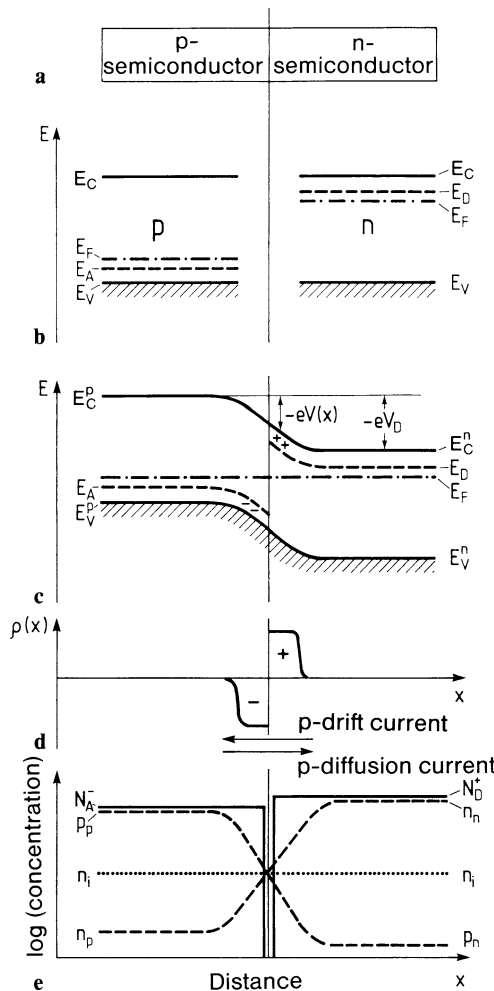 p-
semiconductor
n-
semiconductor
a
E
E_C
p
E_F
E_A
E_V
E_C
E_D
E_F
n
E_V
b
E
E_C^p
-eV(x)
-eV_D
E_C^n
++
E_D
E_F
E_A
E_V^p
--
E_V^n
c
ρ(x)
+
-
x
p-drift current
d
p-diffusion current
log (concentration)
N_A^-
p_p
N_D^+
n_n
n_i
n_i
n_p
p_n
e
Distance
x